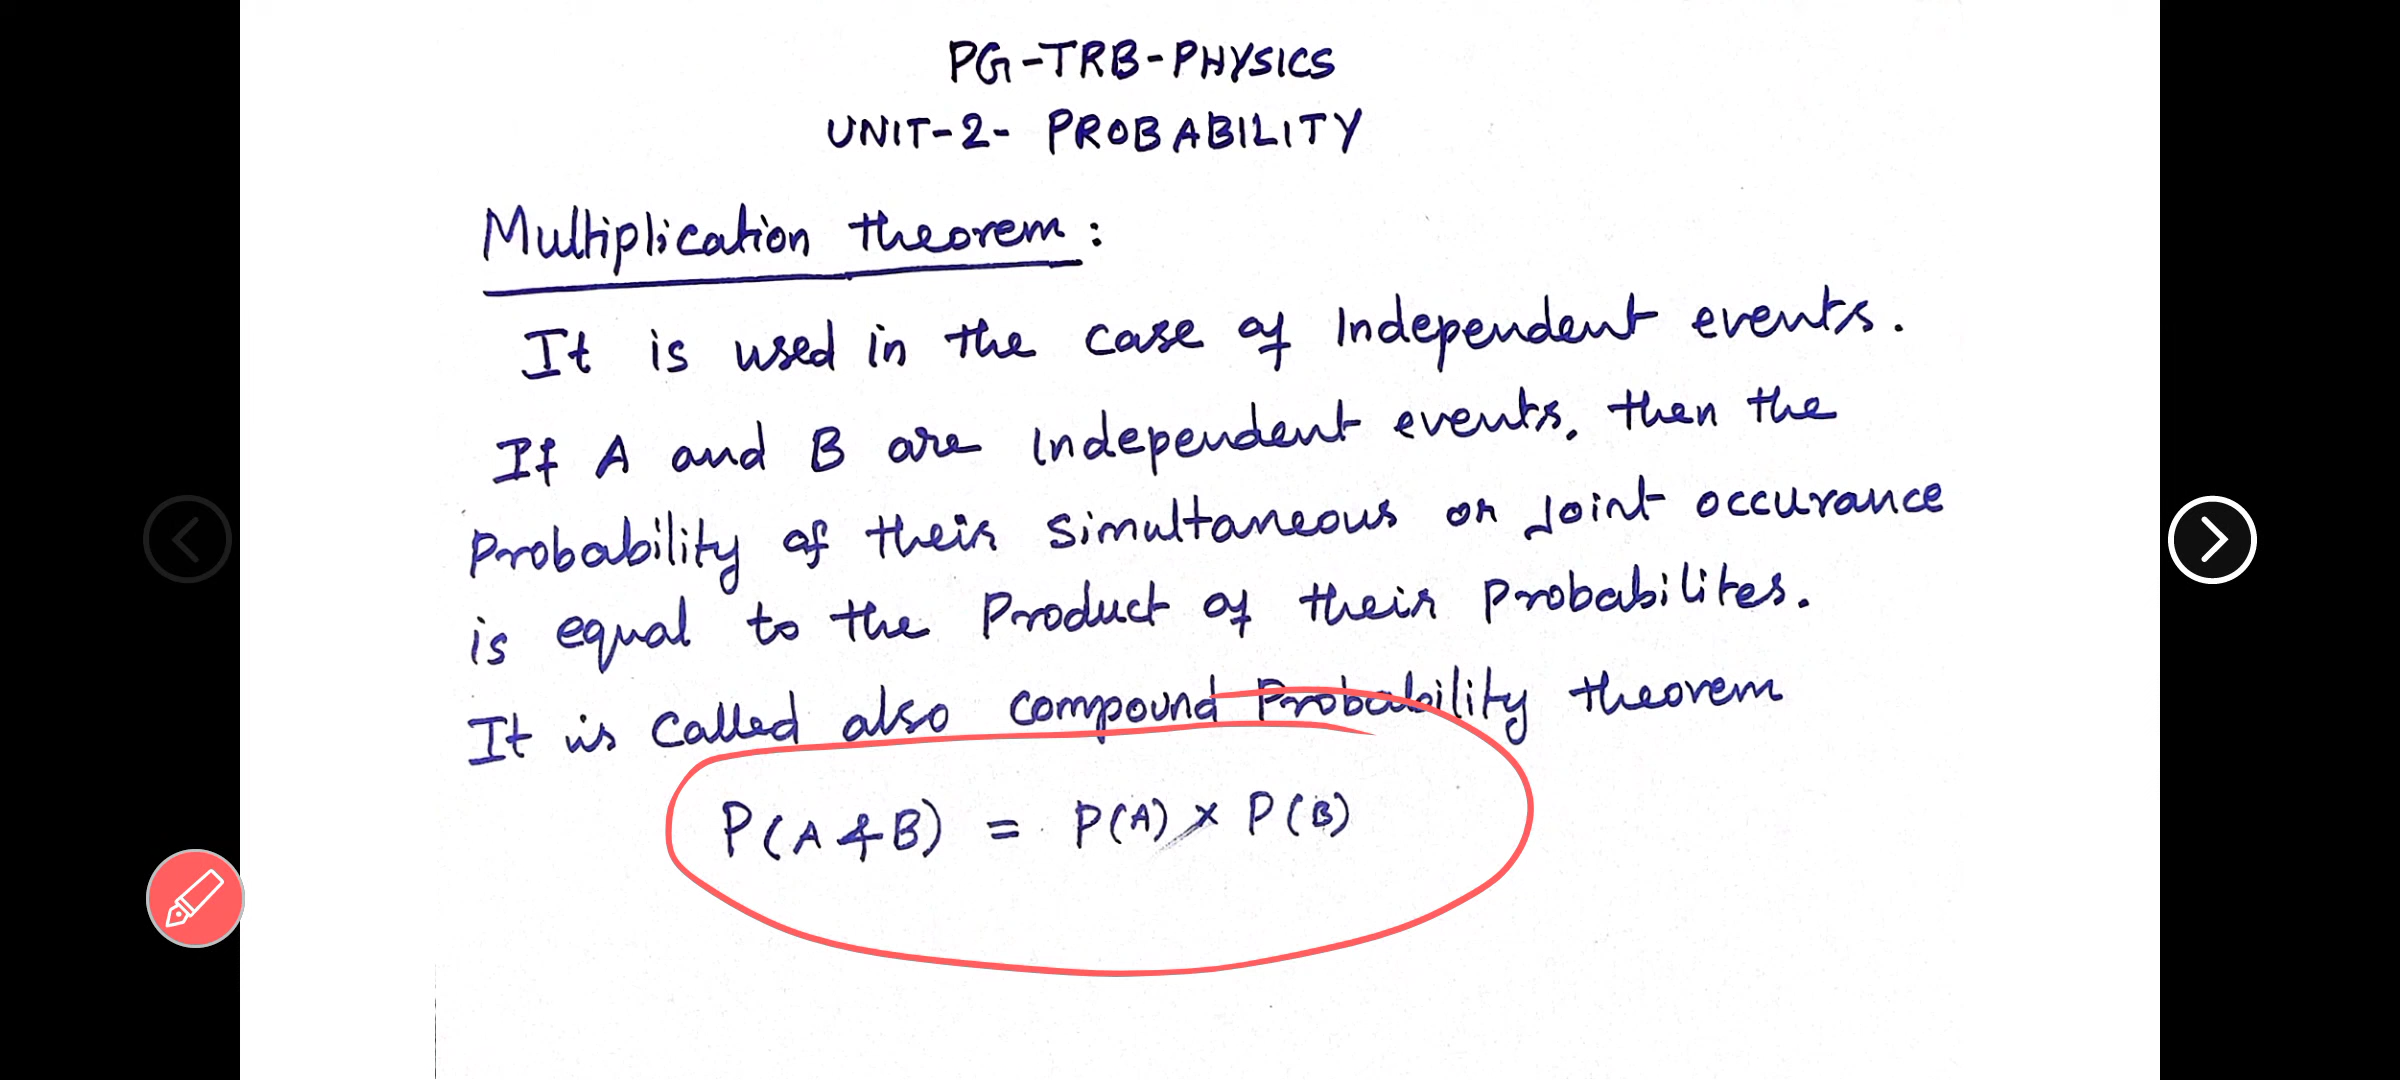 PG-TRB-PHYSICS
UNIT-2- PROBABILITY
Multiplication theorem :
It is used in the case of Independent events.
If A and B are Independent events. then the
Probability of their Simultaneous or Joint occurance
is equal to the Product of their Probabilites.
It is Called also Compound Probability theorem
P(A & B) = P(A) × P(B)